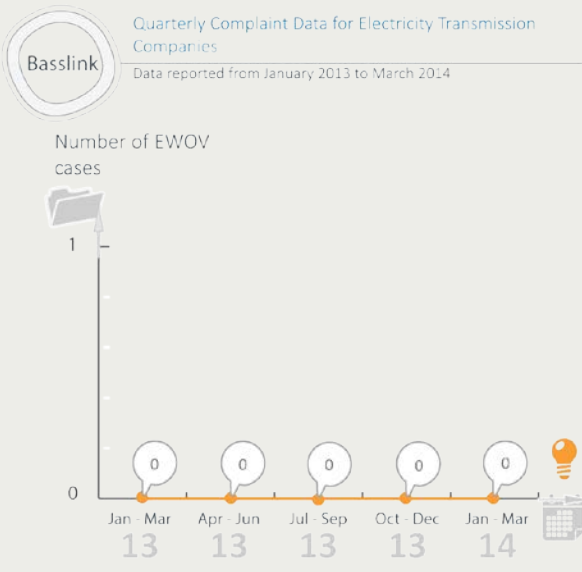 Quarterly Complaint Data for Electricity Transmission
Companies
Basslink
Data reported from January 2013 to March 2014
Number of EWOV
cases
1
0 0 0 0 0
0
Jan - Mar Apr - Jun Jul - Sep Oct - Dec Jan - Mar
13 13 13 13 14